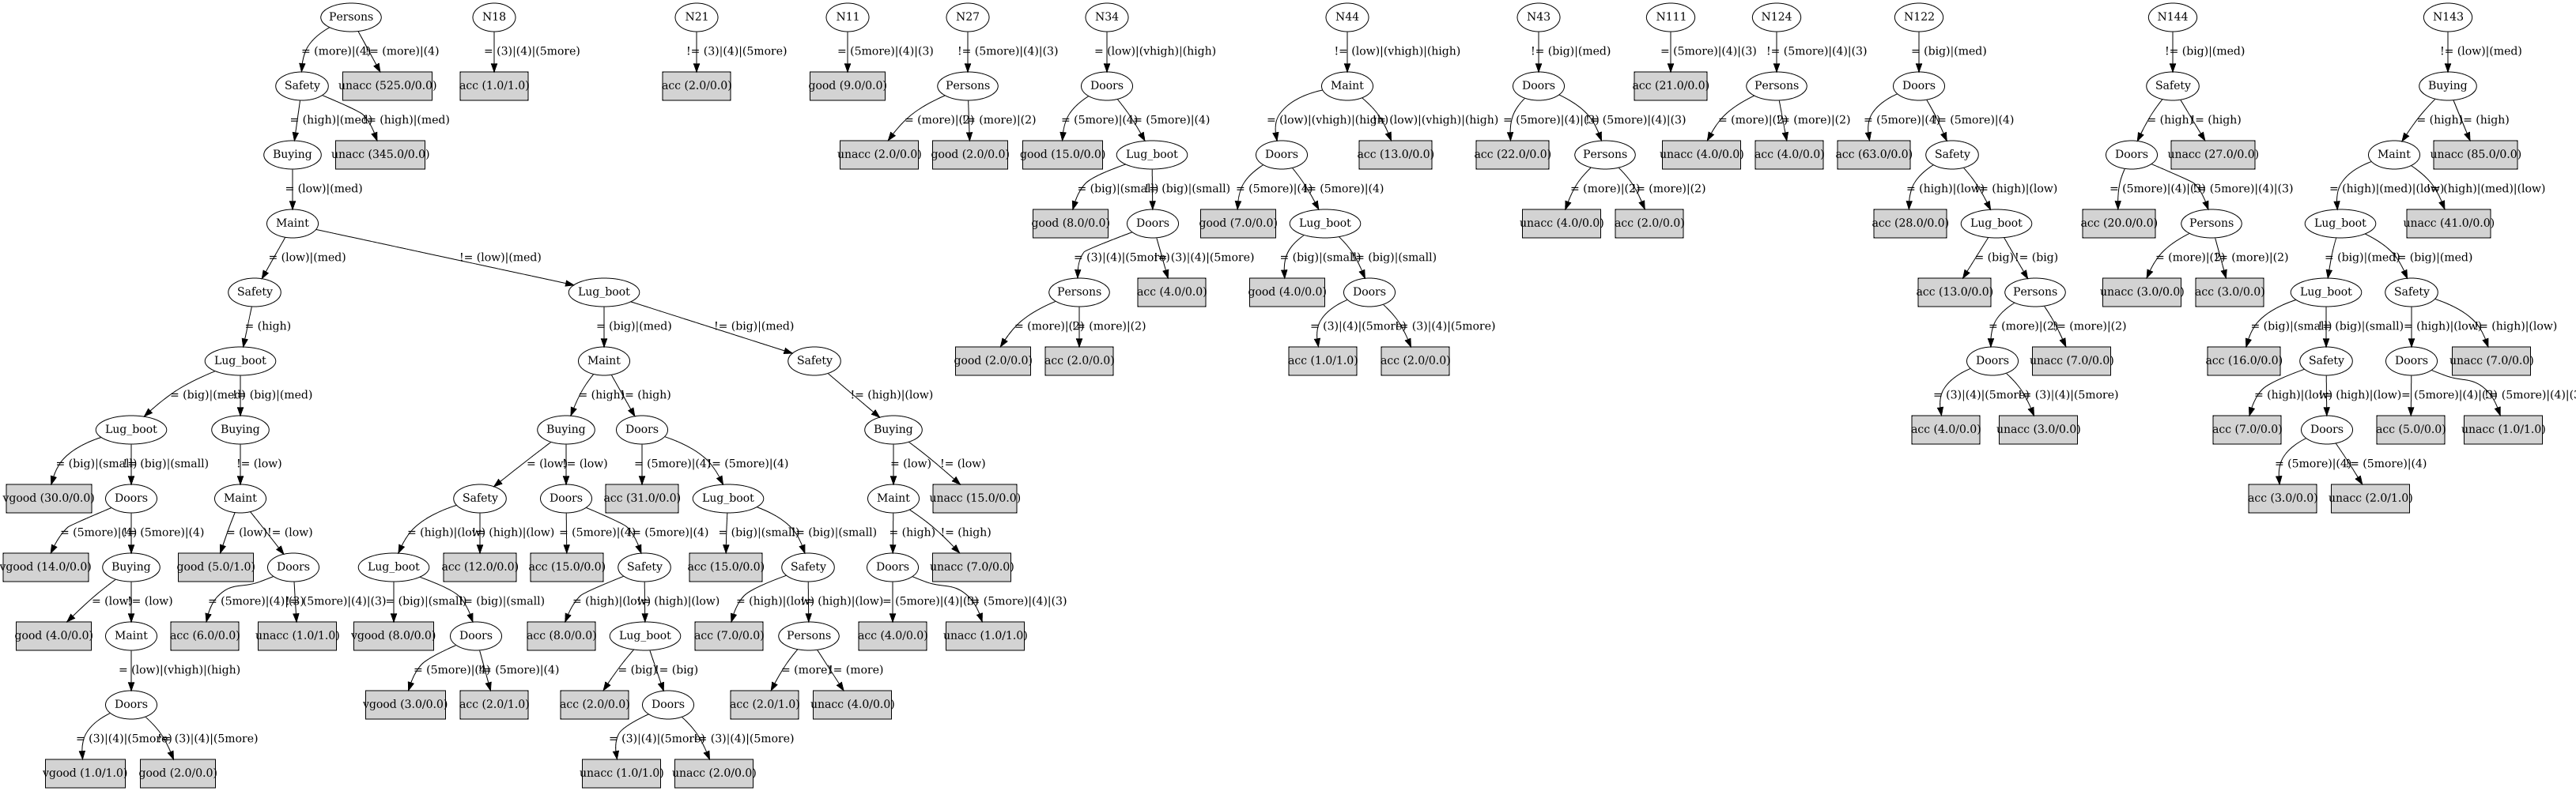 Persons N18 N21 N11 N27 N34 N44 N43 N111 N124 N122 N144 N143
= (more)|(4) != (more)|(4) = (3)|(4)|(5more) != (3)|(4)|(5more) = (5more)|(4)|(3) != (5more)|(4)|(3) = (low)|(vhigh)|(high) != (low)|(vhigh)|(high) != (big)|(med) = (5more)|(4)|(3) != (5more)|(4)|(3) = (big)|(med) != (big)|(med) != (low)|(med)
Safety unacc (525.0/0.0) acc (1.0/1.0) acc (2.0/0.0) good (9.0/0.0) Persons Doors Maint Doors acc (21.0/0.0) Persons Doors Safety Buying
= (high)|(med) != (high)|(med) = (more)|(2) != (more)|(2) = (5more)|(4) != (5more)|(4) = (low)|(vhigh)|(high) != (low)|(vhigh)|(high) = (5more)|(4)|(3) != (5more)|(4)|(3) = (more)|(2) != (more)|(2) = (5more)|(4) != (5more)|(4) = (high) != (high) = (high) != (high)
Buying unacc (345.0/0.0) unacc (2.0/0.0) good (2.0/0.0) good (15.0/0.0) Lug_boot Doors acc (13.0/0.0) acc (22.0/0.0) Persons unacc (4.0/0.0) acc (4.0/0.0) acc (63.0/0.0) Safety Doors unacc (27.0/0.0) Maint unacc (85.0/0.0)
= (low)|(med) = (big)|(small) != (big)|(small) = (5more)|(4) != (5more)|(4) = (more)|(2) != (more)|(2) = (high)|(low) != (high)|(low) = (5more)|(4)|(3) != (5more)|(4)|(3) = (high)|(med)|(low) != (high)|(med)|(low)
Maint good (8.0/0.0) Doors good (7.0/0.0) Lug_boot unacc (4.0/0.0) acc (2.0/0.0) acc (28.0/0.0) Lug_boot acc (20.0/0.0) Persons Lug_boot unacc (41.0/0.0)
= (low)|(med) != (low)|(med) = (3)|(4)|(5more) != (3)|(4)|(5more) = (big)|(small) != (big)|(small) = (big) != (big) = (more)|(2) != (more)|(2) = (big)|(med) != (big)|(med)
Safety Lug_boot Persons acc (4.0/0.0) good (4.0/0.0) Doors acc (13.0/0.0) Persons unacc (3.0/0.0) acc (3.0/0.0) Lug_boot Safety
= (high) = (big)|(med) != (big)|(med) = (more)|(2) != (more)|(2) = (3)|(4)|(5more) != (3)|(4)|(5more) = (more)|(2) != (more)|(2) = (big)|(small) != (big)|(small) = (high)|(low) != (high)|(low)
Lug_boot Maint Safety good (2.0/0.0) acc (2.0/0.0) acc (1.0/1.0) acc (2.0/0.0) Doors unacc (7.0/0.0) acc (16.0/0.0) Safety Doors unacc (7.0/0.0)
= (big)|(med) != (big)|(med) = (high) != (high) != (high)|(low) = (3)|(4)|(5more) != (3)|(4)|(5more) = (high)|(low) != (high)|(low) = (5more)|(4)|(3) != (5more)|(4)|(3)
Lug_boot Buying Buying Doors Buying acc (4.0/0.0) unacc (3.0/0.0) acc (7.0/0.0) Doors acc (5.0/0.0) unacc (1.0/1.0)
= (big)|(small) != (big)|(small) != (low) = (low) != (low) = (5more)|(4) != (5more)|(4) = (low) != (low) = (5more)|(4) != (5more)|(4)
vgood (30.0/0.0) Doors Maint Safety Doors acc (31.0/0.0) Lug_boot Maint unacc (15.0/0.0) acc (3.0/0.0) unacc (2.0/1.0)
= (5more)|(4) != (5more)|(4) = (low) != (low) = (high)|(low) != (high)|(low) = (5more)|(4) != (5more)|(4) = (big)|(small) != (big)|(small) = (high) != (high)
vgood (14.0/0.0) Buying good (5.0/1.0) Doors Lug_boot acc (12.0/0.0) acc (15.0/0.0) Safety acc (15.0/0.0) Safety Doors unacc (7.0/0.0)
= (low) != (low) = (5more)|(4)|(3) != (5more)|(4)|(3) = (big)|(small) != (big)|(small) = (high)|(low) != (high)|(low) = (high)|(low) != (high)|(low) = (5more)|(4)|(3) != (5more)|(4)|(3)
good (4.0/0.0) Maint acc (6.0/0.0) unacc (1.0/1.0) vgood (8.0/0.0) Doors acc (8.0/0.0) Lug_boot acc (7.0/0.0) Persons acc (4.0/0.0) unacc (1.0/1.0)
= (low)|(vhigh)|(high) = (5more)|(4) != (5more)|(4) = (big) != (big) = (more) != (more)
Doors vgood (3.0/0.0) acc (2.0/1.0) acc (2.0/0.0) Doors acc (2.0/1.0) unacc (4.0/0.0)
= (3)|(4)|(5more) != (3)|(4)|(5more) = (3)|(4)|(5more) != (3)|(4)|(5more)
vgood (1.0/1.0) good (2.0/0.0) unacc (1.0/1.0) unacc (2.0/0.0)